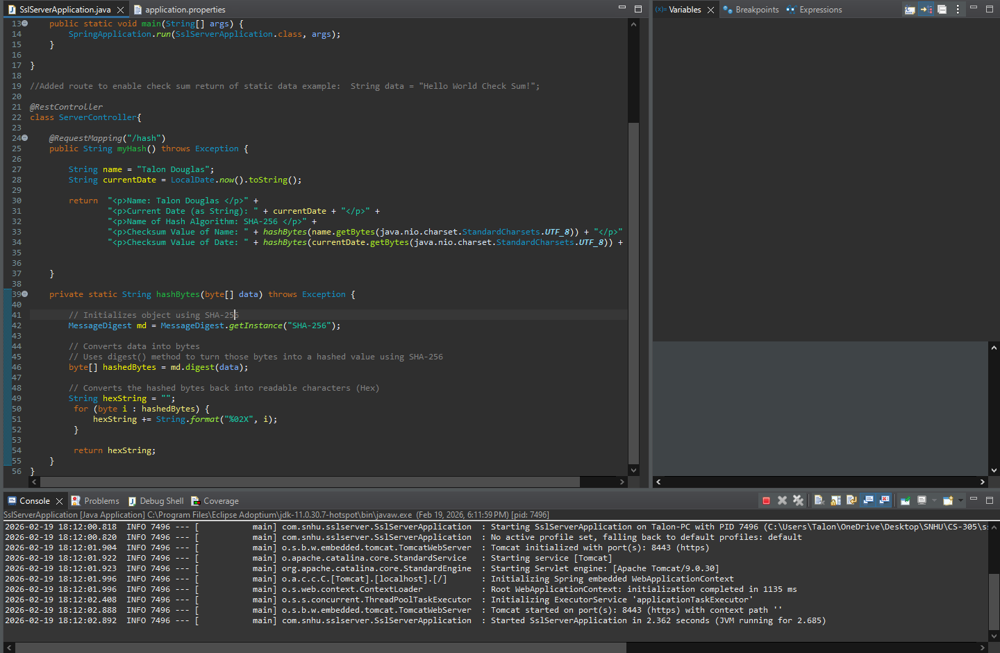 SslServerApplication.java
application.properties
13 public static void main(String[] args) {
14 SpringApplication.run(SslServerApplication.class, args);
15 }
16
17 }
18
19 //Added route to enable check sum return of static data example:  String data = "Hello World Check Sum!";
20
21 @RestController
22 class ServerController{
23
24 @RequestMapping("/hash")
25 public String myHash() throws Exception {
26
27 String name = "Talon Douglas";
28 String currentDate = LocalDate.now().toString();
29
30 return  "<p>Name: Talon Douglas </p>" +
31 "<p>Current Date (as String): " + currentDate + "</p>" +
32 "<p>Name of Hash Algorithm: SHA-256 </p>" +
33 "<p>Checksum Value of Name: " + hashBytes(name.getBytes(java.nio.charset.StandardCharsets.UTF_8)) + "</p>"
34 "<p>Checksum Value of Date: " + hashBytes(currentDate.getBytes(java.nio.charset.StandardCharsets.UTF_8)) +
35
36
37 }
38
39 private static String hashBytes(byte[] data) throws Exception {
40
41 // Initializes object using SHA-256
42 MessageDigest md = MessageDigest.getInstance("SHA-256");
43
44 // Converts data into bytes
45 // Uses digest() method to turn those bytes into a hashed value using SHA-256
46 byte[] hashedBytes = md.digest(data);
47
48 // Converts the hashed bytes back into readable characters (Hex)
49 String hexString = "";
50 for (byte i : hashedBytes) {
51 hexString += String.format("%02X", i);
52 }
53
54 return hexString;
55 }
56 }
(x)= Variables
Breakpoints
Expressions
Console
Problems
Debug Shell
Coverage
SslServerApplication [Java Application] C:\Program Files\Eclipse Adoptium\jdk-11.0.30.7-hotspot\bin\javaw.exe (Feb 19, 2026, 6:11:59 PM) [pid: 7496]
2026-02-19 18:12:00.818  INFO 7496 --- [           main] com.snhu.sslserver.SslServerApplication  : Starting SslServerApplication on Talon-PC with PID 7496 (C:\Users\Talon\OneDrive\Desktop\SNHU\CS-305\s
2026-02-19 18:12:00.820  INFO 7496 --- [           main] com.snhu.sslserver.SslServerApplication  : No active profile set, falling back to default profiles: default
2026-02-19 18:12:01.904  INFO 7496 --- [           main] o.s.b.w.embedded.tomcat.TomcatWebServer  : Tomcat initialized with port(s): 8443 (https)
2026-02-19 18:12:01.922  INFO 7496 --- [           main] o.apache.catalina.core.StandardService   : Starting service [Tomcat]
2026-02-19 18:12:01.923  INFO 7496 --- [           main] org.apache.catalina.core.StandardEngine  : Starting Servlet engine: [Apache Tomcat/9.0.30]
2026-02-19 18:12:01.996  INFO 7496 --- [           main] o.a.c.c.C.[Tomcat].[localhost].[/]       : Initializing Spring embedded WebApplicationContext
2026-02-19 18:12:01.996  INFO 7496 --- [           main] o.s.web.context.ContextLoader            : Root WebApplicationContext: initialization completed in 1135 ms
2026-02-19 18:12:02.408  INFO 7496 --- [           main] o.s.s.concurrent.ThreadPoolTaskExecutor  : Initializing ExecutorService 'applicationTaskExecutor'
2026-02-19 18:12:02.888  INFO 7496 --- [           main] o.s.b.w.embedded.tomcat.TomcatWebServer  : Tomcat started on port(s): 8443 (https) with context path ''
2026-02-19 18:12:02.892  INFO 7496 --- [           main] com.snhu.sslserver.SslServerApplication  : Started SslServerApplication in 2.362 seconds (JVM running for 2.685)